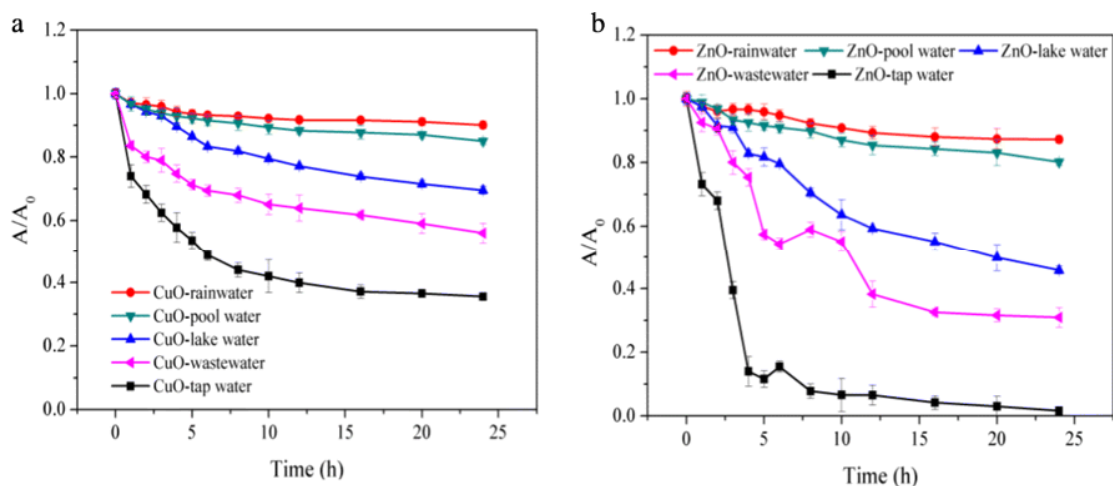 a
1.2
1.0
0.8
0.6
0.4
0.2
0.0
A/A0
CuO-rainwater
CuO-pool water
CuO-lake water
CuO-wastewater
CuO-tap water
0 5 10 15 20 25
Time (h)
b
ZnO-rainwater ZnO-pool water ZnO-lake water
ZnO-wastewater ZnO-tap water
1.2
1.0
0.8
0.6
0.4
0.2
0.0
A/A0
0 5 10 15 20 25
Time (h)